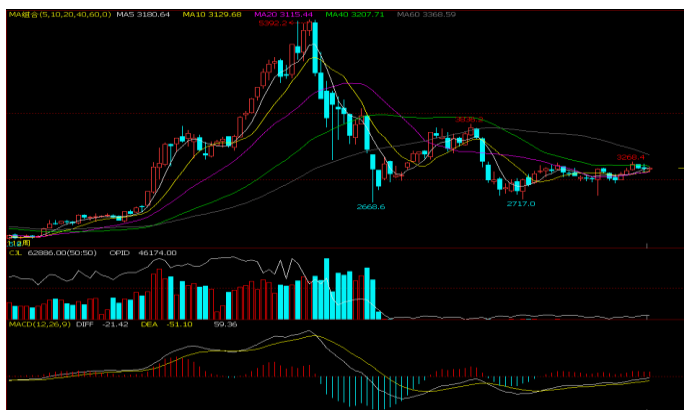 MA组合(5,10,20,40,60,0) MA5 3180.64 MA10 3129.68 MA20 3115.44 MA40 3207.71 MA60 3368.59
3268.4
2668.6
2717.0
CJL 62886.00(50:50) OPID 46174.00
MACD(12,26,9) DIFF -21.42 DEA -51.10 59.36